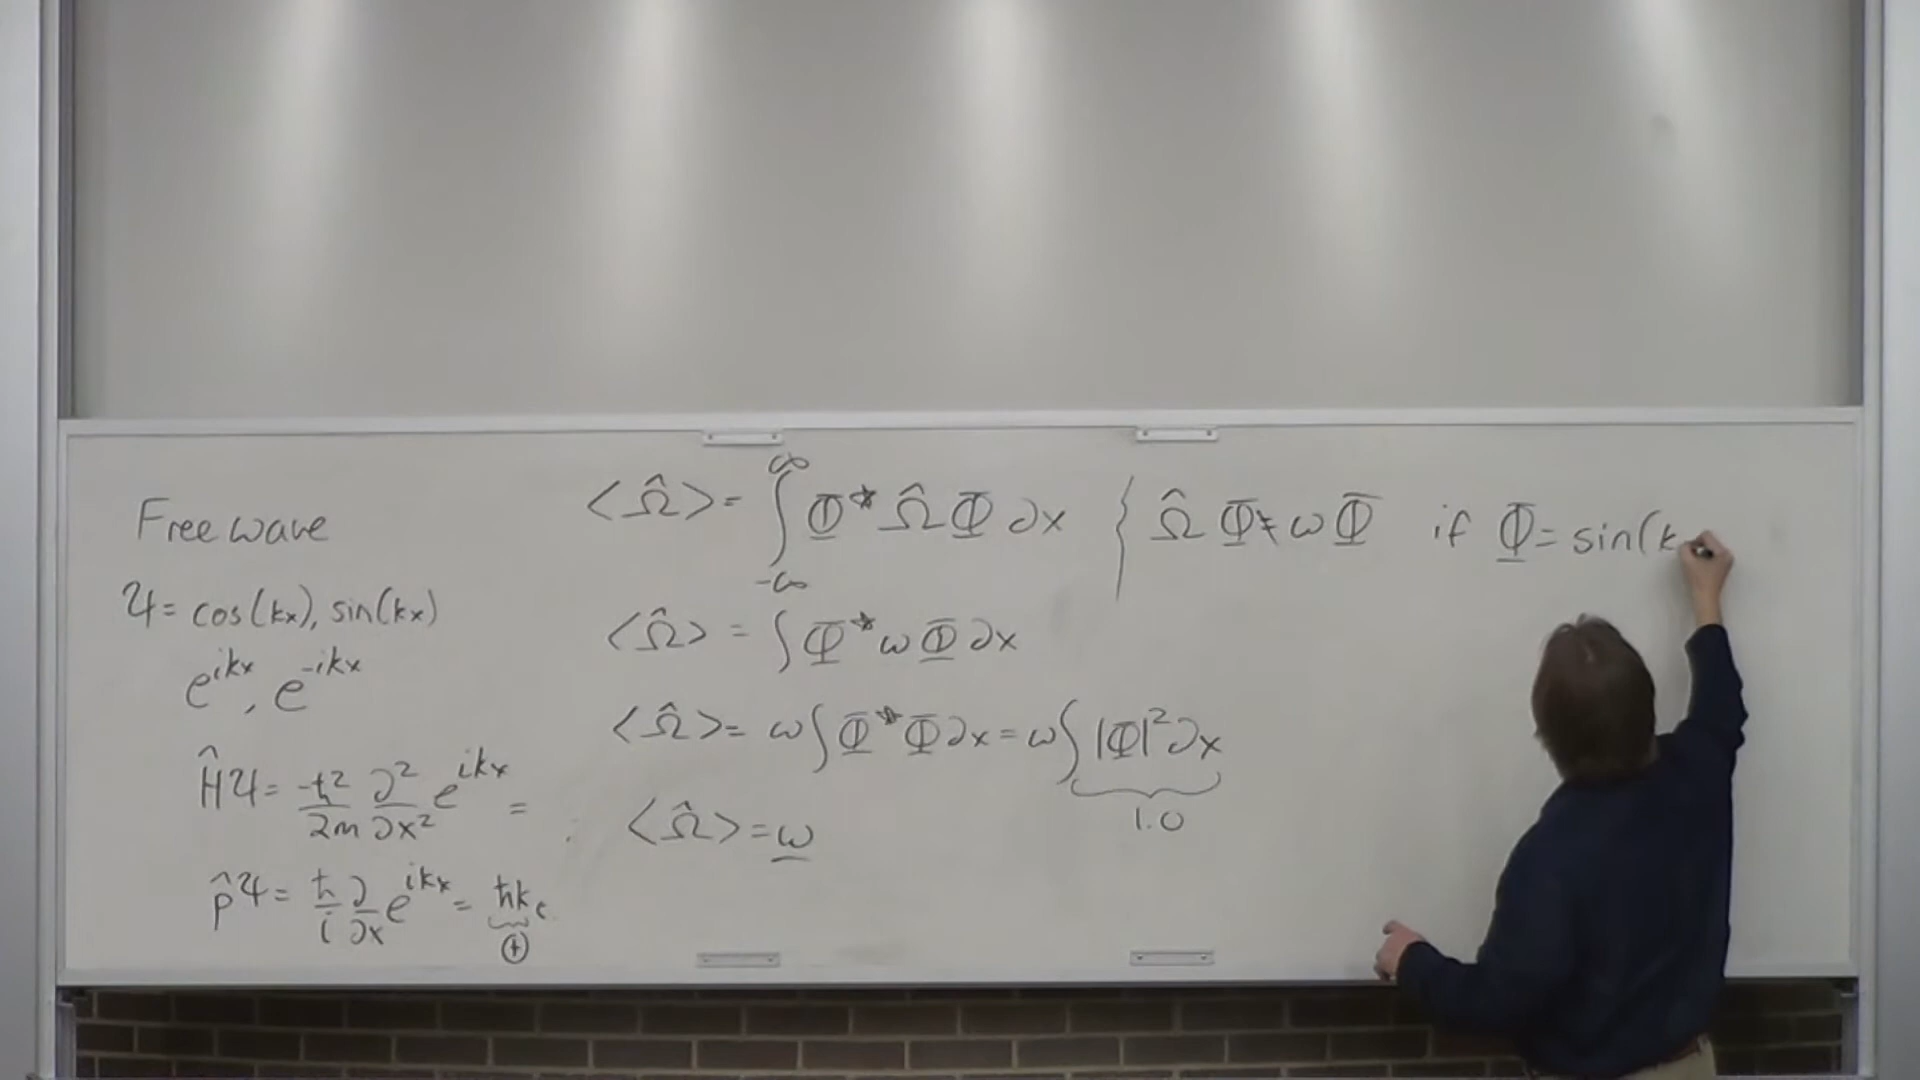 Free wave
Ψ = cos(kx), sin(kx)
e^{ikx}, e^{-ikx}
ĤΨ = -ħ²/2m ∂²/∂x² e^{ikx} =
p̂Ψ = ħ/i ∂/∂x e^{ikx} = ħk e
(+)
<Ω̂> = ∫_{-∞}^{∞} Φ* Ω̂ Φ ∂x { Ω̂ Φ ≠ ω Φ if Φ = sin(k
<Ω̂> = ∫ Φ* ω Φ ∂x
<Ω̂> = ω ∫ Φ* Φ ∂x = ω ∫ |Φ|² ∂x
1.0
<Ω̂> = ω